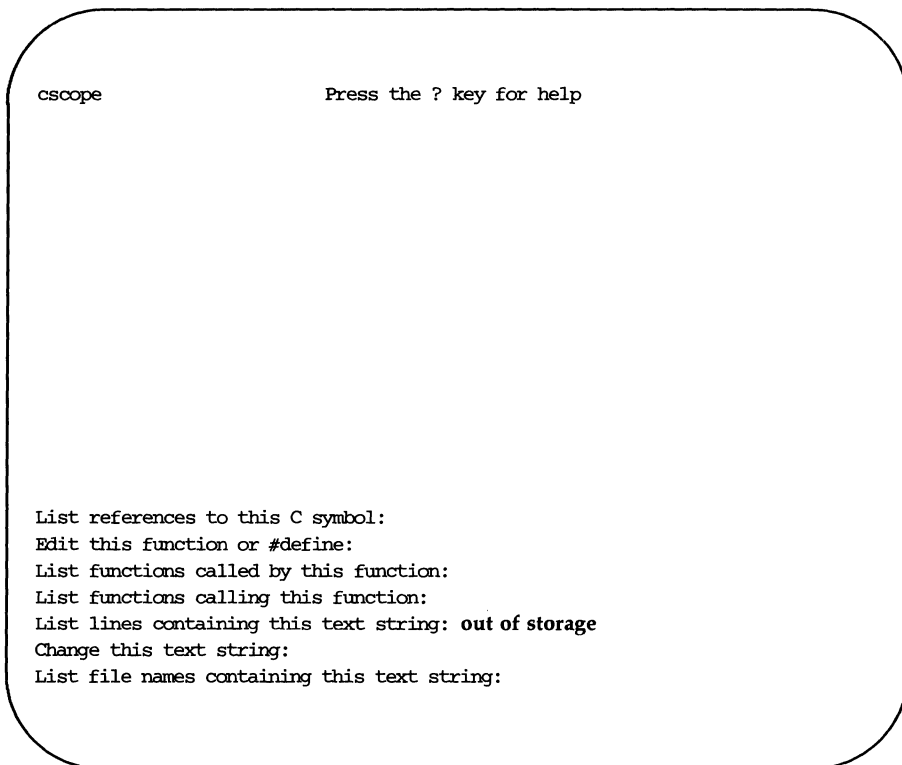 cscope Press the ? key for help
List references to this C symbol:
Edit this function or #define:
List functions called by this function:
List functions calling this function:
List lines containing this text string: out of storage
Change this text string:
List file names containing this text string: